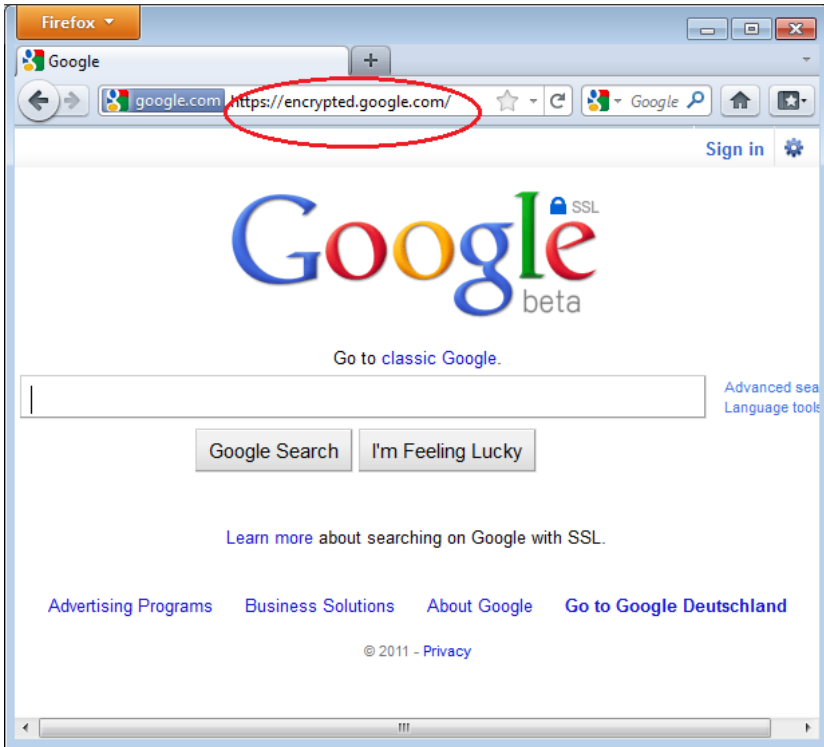 Firefox
Google
google.com https://encrypted.google.com/ Google
Sign in
Google SSL
beta
Go to classic Google.
Advanced sea
Language tools
Google Search I'm Feeling Lucky
Learn more about searching on Google with SSL.
Advertising Programs Business Solutions About Google Go to Google Deutschland
© 2011 - Privacy